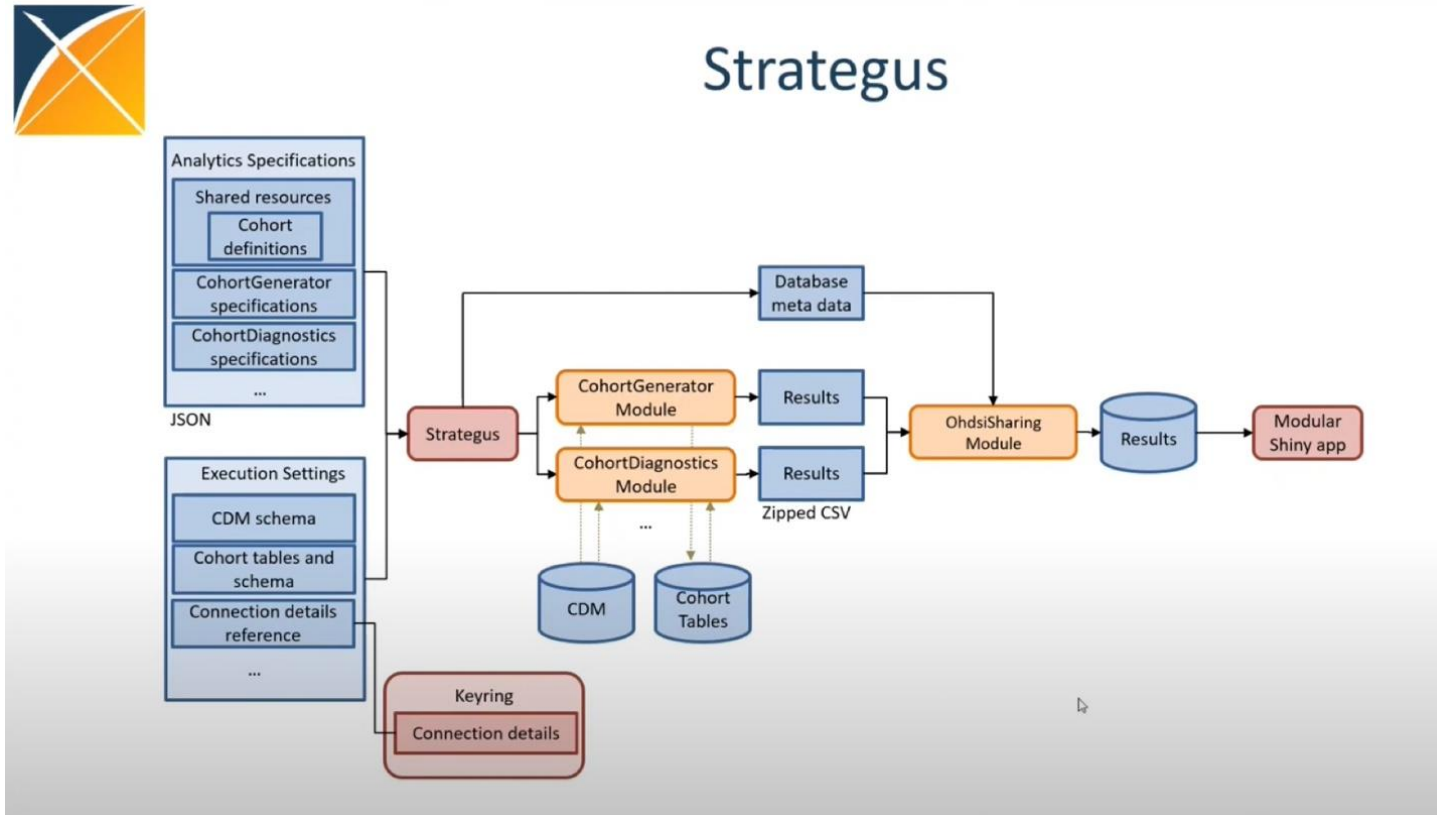 Strategus
Analytics Specifications
Shared resources
Cohort
definitions
CohortGenerator
specifications
CohortDiagnostics
specifications
...
JSON
Execution Settings
CDM schema
Cohort tables and
schema
Connection details
reference
...
Keyring
Connection details
Strategus
Database
meta data
CohortGenerator
Module
CohortDiagnostics
Module
...
Results
Results
Zipped CSV
CDM
Cohort
Tables
OhdsiSharing
Module
Results
Modular
Shiny app